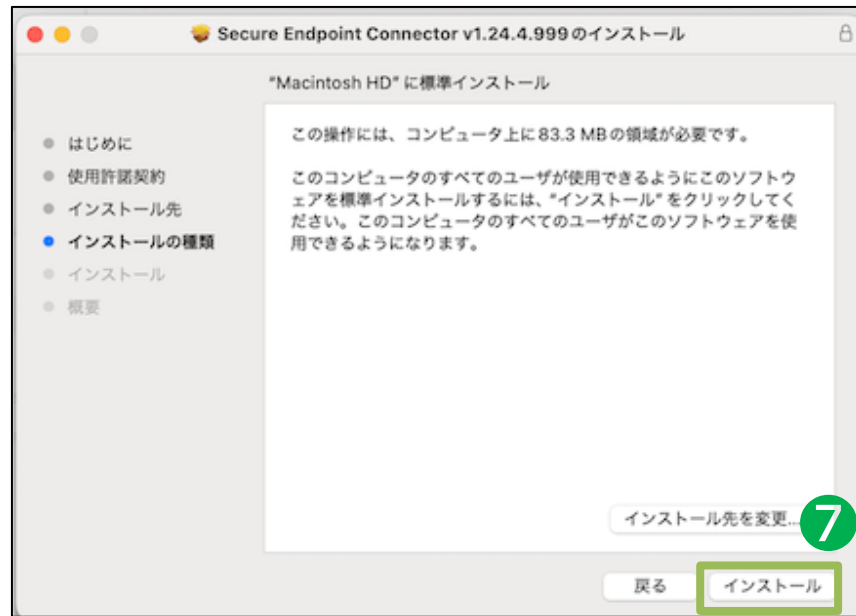 Secure Endpoint Connector v1.24.4.999のインストール
"Macintosh HD" に標準インストール
はじめに
使用許諾契約
インストール先
インストールの種類
インストール
概要
この操作には、コンピュータ上に 83.3 MB の領域が必要です。
このコンピュータのすべてのユーザが使用できるようにこのソフトウ
ェアを標準インストールするには、"インストール" をクリックしてく
ださい。このコンピュータのすべてのユーザがこのソフトウェアを使
用できるようになります。
インストール先を変更...
7
戻る
インストール